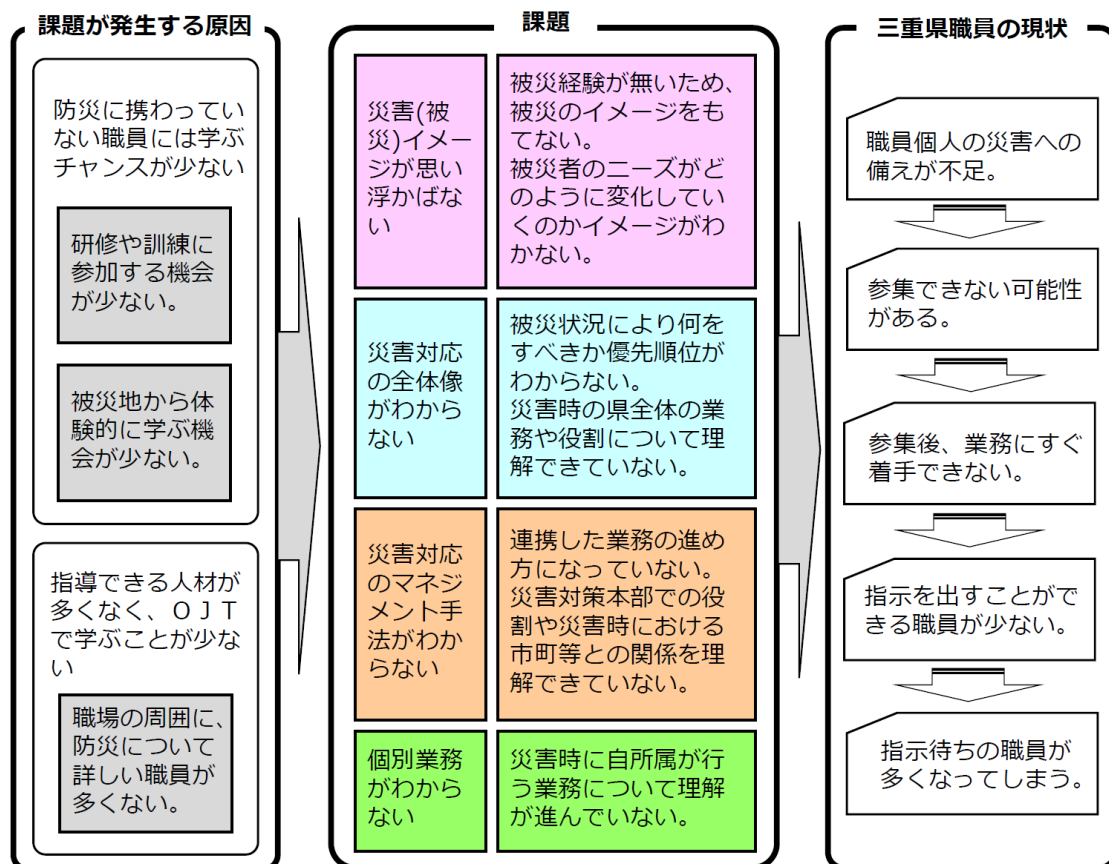 課題が発生する原因
防災に携わってい
ない職員には学ぶ
チャンスが少ない
研修や訓練に
参加する機会
が少ない。
被災地から体
験的に学ぶ機
会が少ない。
指導できる人材が
多くなく、ＯＪＴ
で学ぶことが少な
い
職場の周囲に、
防災について
詳しい職員が
多くない。
課題
災害(被
災)イメー
ジが思い
浮かばな
い
被災経験が無いため、
被災のイメージをも
てない。
被災者のニーズがど
のように変化してい
くのかイメージがわ
かない。
災害対応
の全体像
がわから
ない
被災状況により何を
すべきか優先順位が
わからない。
災害時の県全体の業
務や役割について理
解できていない。
災害対応
のマネジ
メント手
法がわか
らない
連携した業務の進め
方になっていない。
災害対策本部での役
割や災害時における
市町等との関係を理
解できていない。
個別業務
がわから
ない
災害時に自所属が行
う業務について理解
が進んでいない。
三重県職員の現状
職員個人の災害への
備えが不足。
参集できない可能性
がある。
参集後、業務にすぐ
着手できない。
指示を出すことがで
きる職員が少ない。
指示待ちの職員が
多くなってしまう。